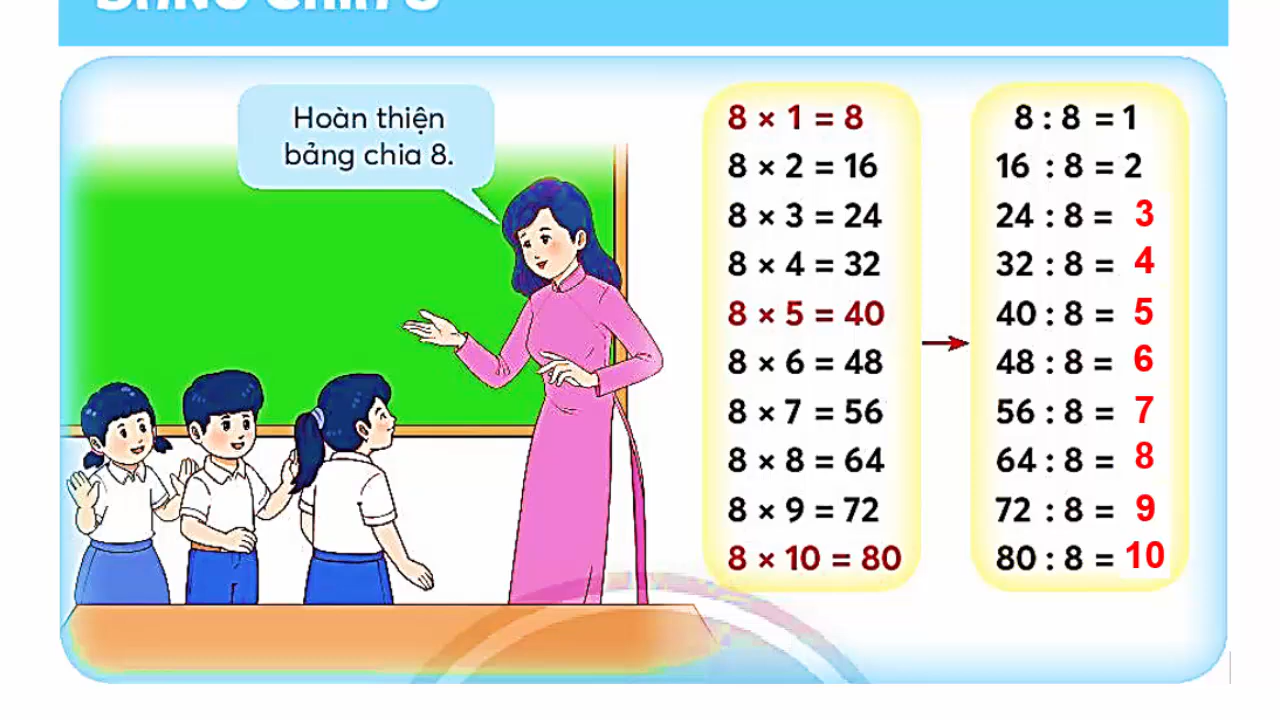 BẢNG CHIA 8
Hoàn thiện
bảng chia 8.
8 × 1 = 8
8 × 2 = 16
8 × 3 = 24
8 × 4 = 32
8 × 5 = 40
8 × 6 = 48
8 × 7 = 56
8 × 8 = 64
8 × 9 = 72
8 × 10 = 80
8 : 8 = 1
16 : 8 = 2
24 : 8 = 3
32 : 8 = 4
40 : 8 = 5
48 : 8 = 6
56 : 8 = 7
64 : 8 = 8
72 : 8 = 9
80 : 8 = 10